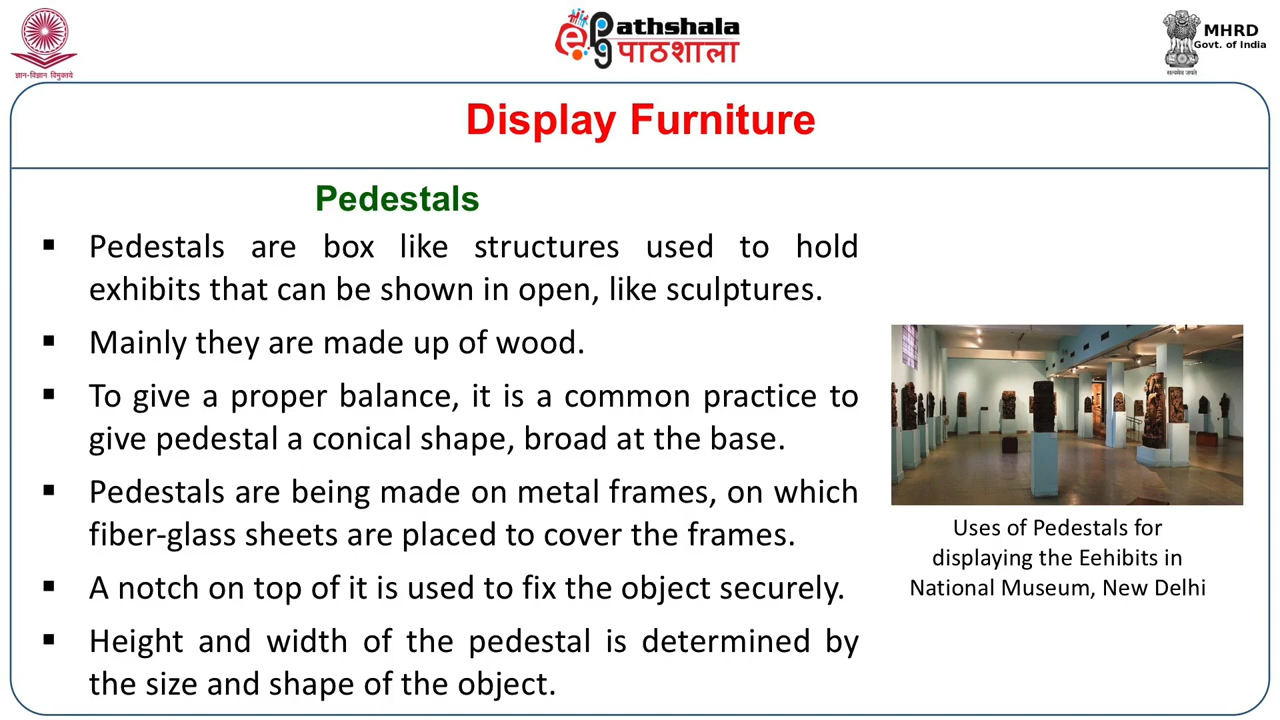 ज्ञान-विज्ञान विमुक्तये
ePathshala
पाठशाला
MHRD
Govt. of India
सत्यमेव जयते
Display Furniture
Pedestals
▪ Pedestals are box like structures used to hold
exhibits that can be shown in open, like sculptures.
▪ Mainly they are made up of wood.
▪ To give a proper balance, it is a common practice to
give pedestal a conical shape, broad at the base.
▪ Pedestals are being made on metal frames, on which
fiber-glass sheets are placed to cover the frames.
▪ A notch on top of it is used to fix the object securely.
▪ Height and width of the pedestal is determined by
the size and shape of the object.
Uses of Pedestals for
displaying the Eehibits in
National Museum, New Delhi